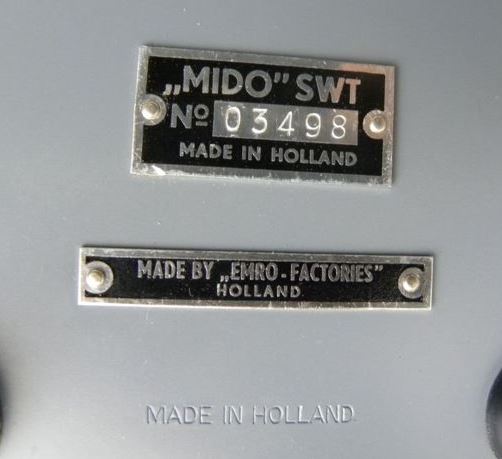 „MIDO” SWT
Nº 03498
MADE IN HOLLAND
MADE BY „EMRO-FACTORIES”
HOLLAND
MADE IN HOLLAND